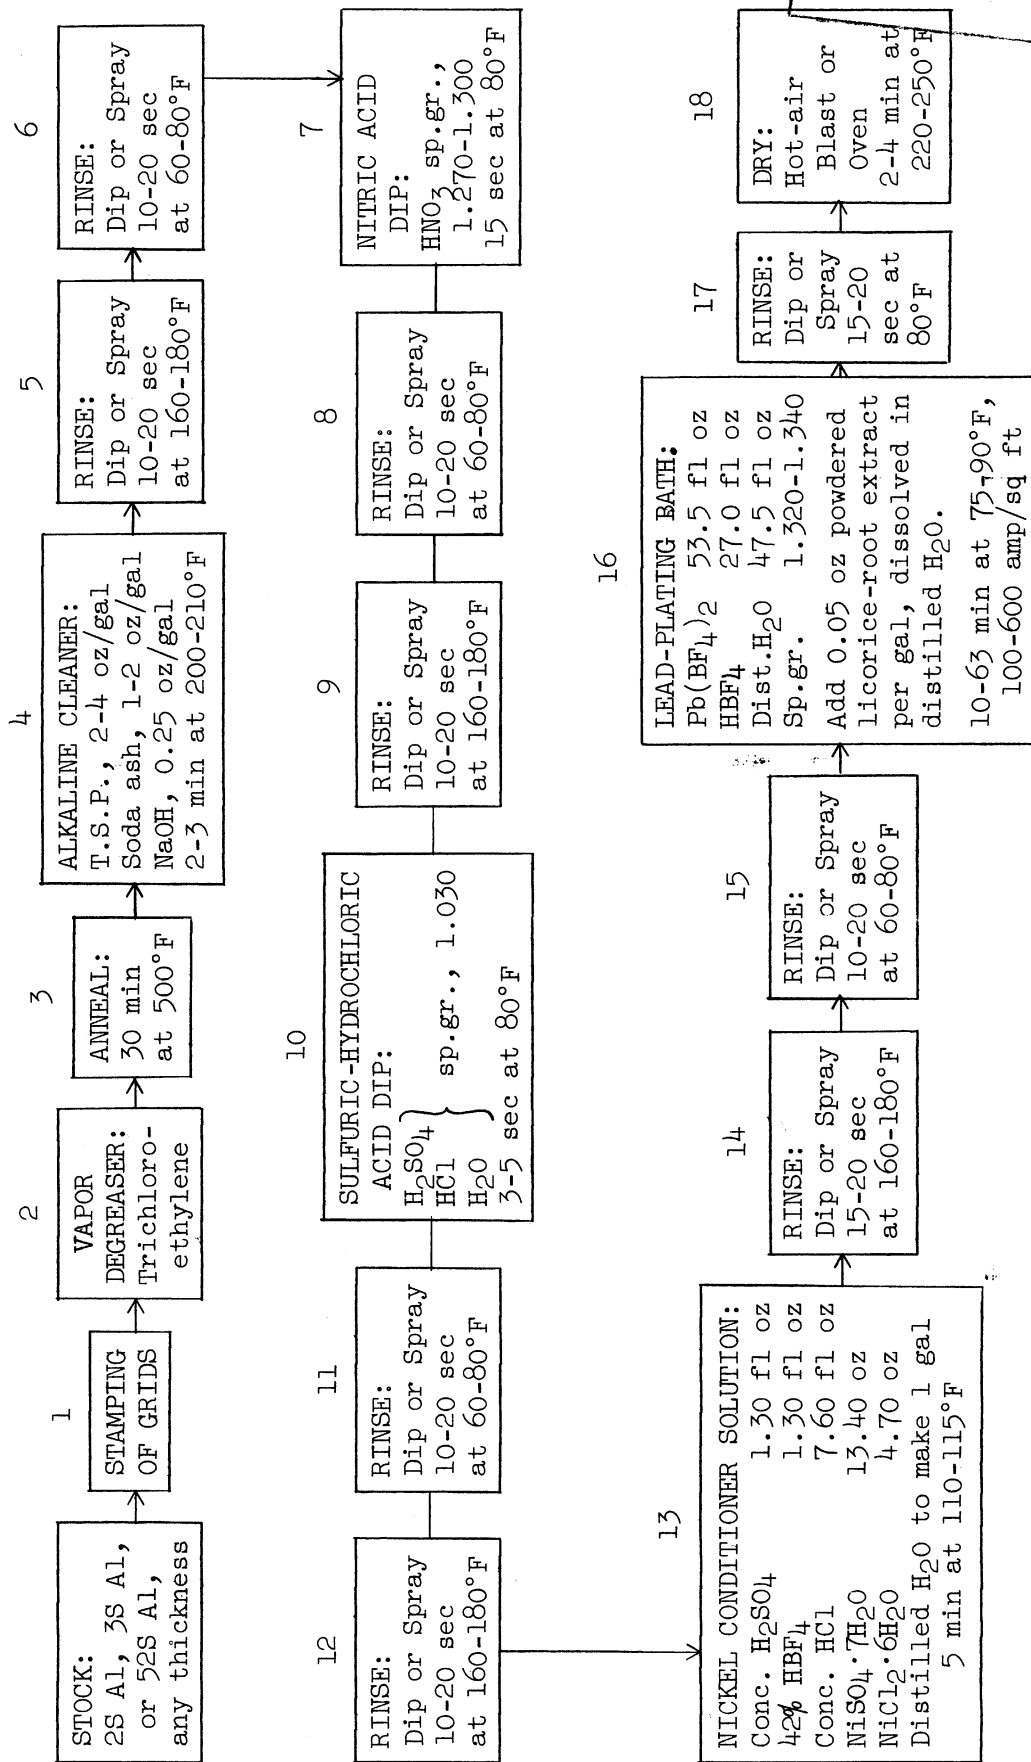 STOCK:
2S Al, 3S Al,
or 52S Al,
any thickness
1
STAMPING
OF GRIDS
2
VAPOR
DEGREASER:
Trichloro-
ethylene
3
ANNEAL:
30 min
at 500°F
4
ALKALINE CLEANER:
T.S.P., 2-4 oz/gal
Soda ash, 1-2 oz/gal
NaOH, 0.25 oz/gal
2-3 min at 200-210°F
5
RINSE:
Dip or Spray
10-20 sec
at 160-180°F
6
RINSE:
Dip or Spray
10-20 sec
at 60-80°F
7
NITRIC ACID
DIP:
HNO3 sp.gr.,
1.270-1.300
15 sec at 80°F
8
RINSE:
Dip or Spray
10-20 sec
at 60-80°F
9
RINSE:
Dip or Spray
10-20 sec
at 160-180°F
10
SULFURIC-HYDROCHLORIC
ACID DIP:
H2SO4
HCl sp.gr., 1.030
H2O
3-5 sec at 80°F
11
RINSE:
Dip or Spray
10-20 sec
at 60-80°F
12
RINSE:
Dip or Spray
10-20 sec
at 160-180°F
13
NICKEL CONDITIONER SOLUTION:
Conc. H2SO4 1.30 fl oz
42% HBF4 1.30 fl oz
Conc. HCl 7.60 fl oz
NiSO4·7H2O 13.40 oz
NiCl2·6H2O 4.70 oz
Distilled H2O to make 1 gal
5 min at 110-115°F
14
RINSE:
Dip or Spray
15-20 sec
at 160-180°F
15
RINSE:
Dip or Spray
10-20 sec
at 60-80°F
16
LEAD-PLATING BATH:
Pb(BF4)2 53.5 fl oz
HBF4 27.0 fl oz
Dist.H2O 47.5 fl oz
Sp.gr. 1.320-1.340
Add 0.05 oz powdered
licorice-root extract
per gal, dissolved in
distilled H2O.
10-63 min at 75-90°F,
100-600 amp/sq ft
17
RINSE:
Dip or
Spray
15-20
sec at
80°F
18
DRY:
Hot-air
Blast or
Oven
2-4 min at
220-250°F